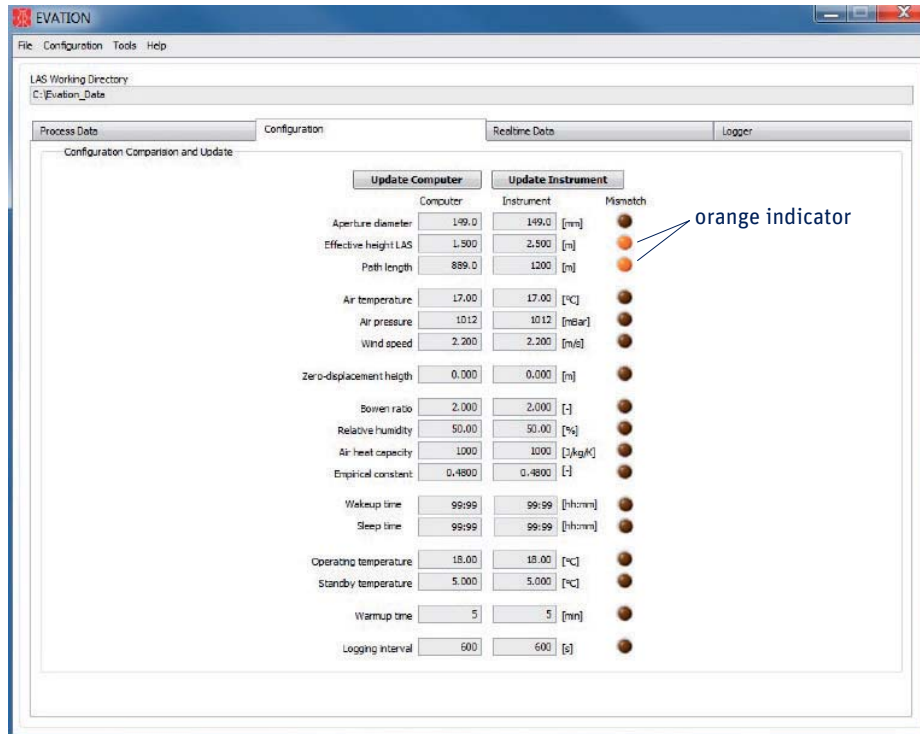 EVATION
File Configuration Tools Help
LAS Working Directory
C:\Evation_Data
Process Data Configuration Realtime Data Logger
Configuration Comparision and Update
Update Computer Update Instrument
Computer Instrument Mismatch
Aperture diameter 149.0 149.0 [mm]
orange indicator
Effective height LAS 1.500 2.500 [m]
Path length 889.0 1200 [m]
Air temperature 17.00 17.00 [°C]
Air pressure 1012 1012 [mBar]
Wind speed 2.200 2.200 [m/s]
Zero-displacement heigth 0.000 0.000 [m]
Bowen ratio 2.000 2.000 [-]
Relative humidity 50.00 50.00 [%]
Air heat capacity 1000 1000 [J/kg/K]
Empirical constant 0.4800 0.4800 [-]
Wakeup time 99:99 99:99 [hh:mm]
Sleep time 99:99 99:99 [hh:mm]
Operating temperature 18.00 18.00 [°C]
Standby temperature 5.000 5.000 [°C]
Warmup time 5 5 [min]
Logging interval 600 600 [s]